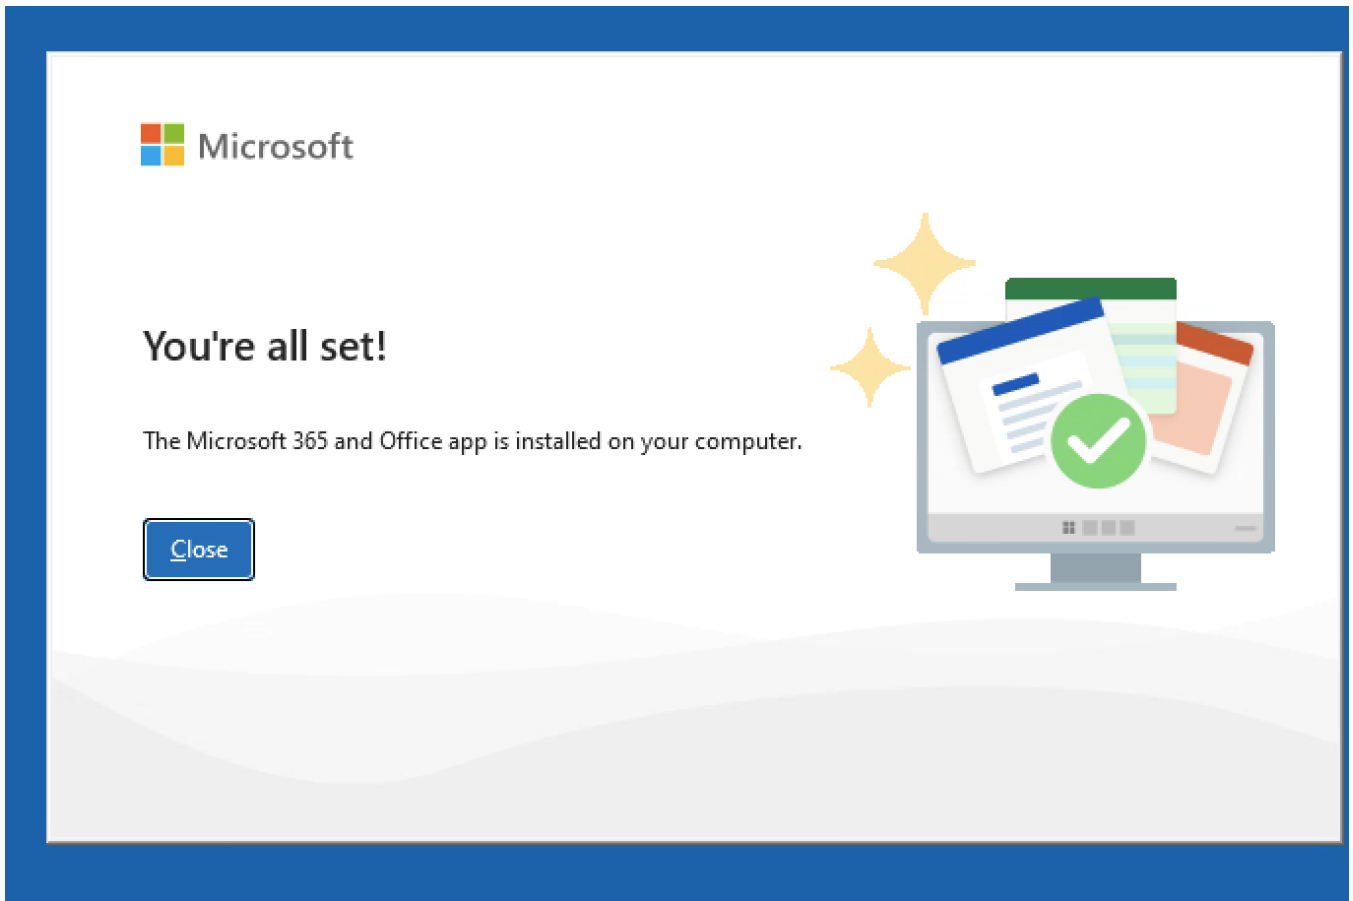 Microsoft
You're all set!
The Microsoft 365 and Office app is installed on your computer.
Close